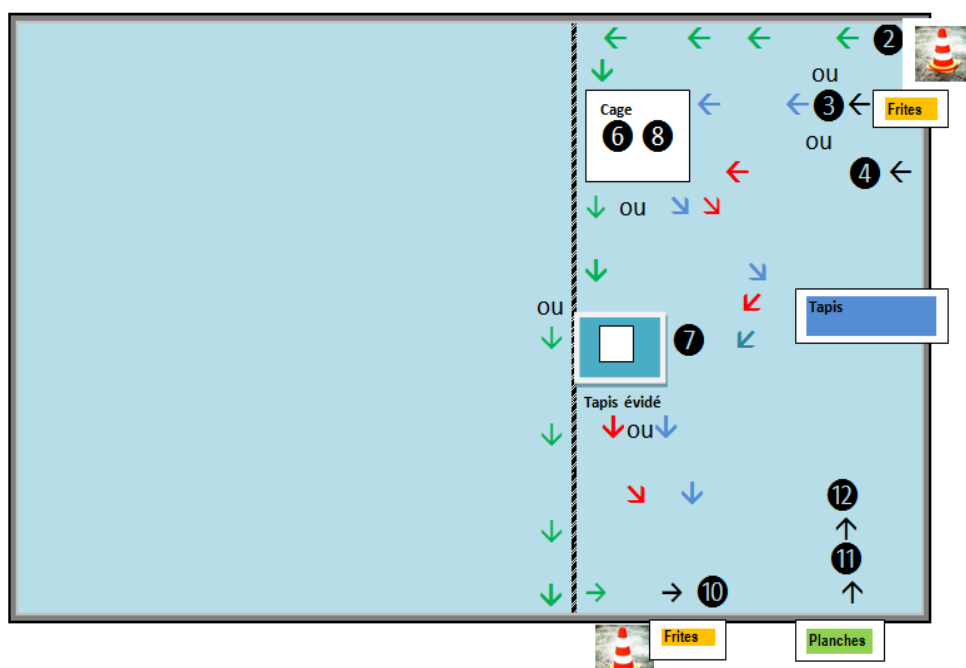 2
ou
3
Frites
ou
4
Cage
6 8
ou
ou
Tapis
7
Tapis évidé
ou
12
11
10
Frites
Planches